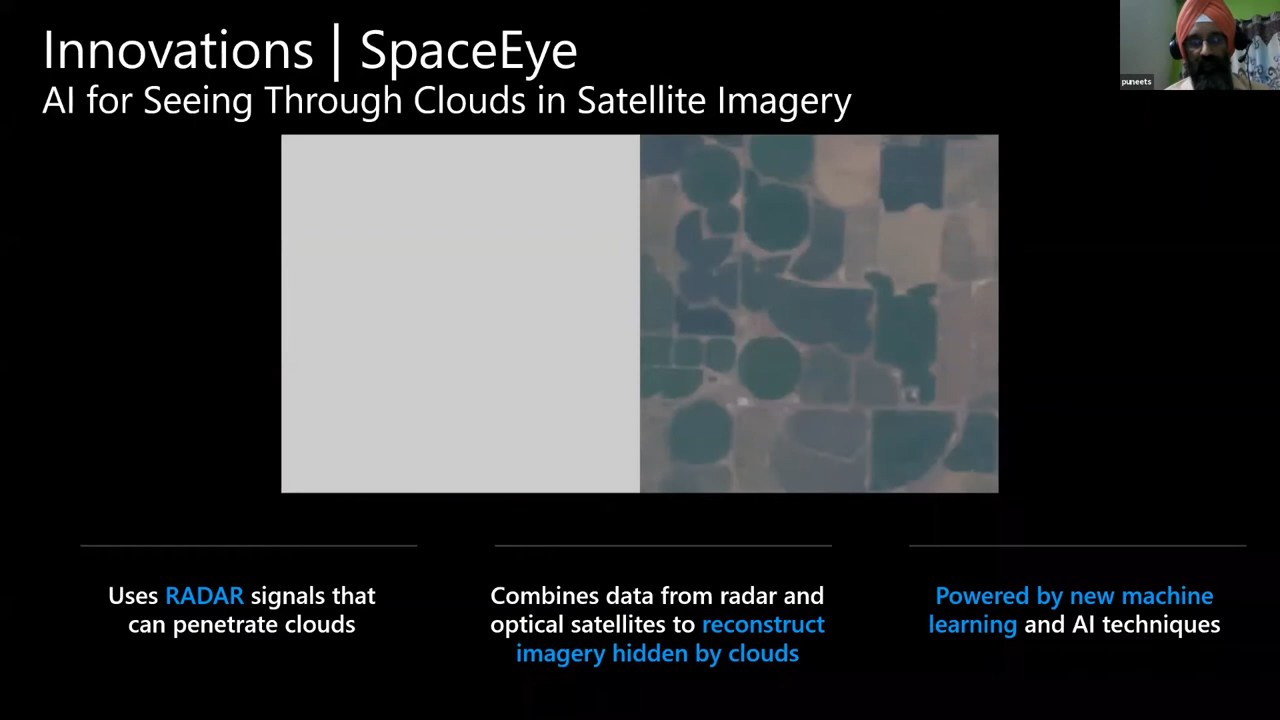 Innovations | SpaceEye
AI for Seeing Through Clouds in Satellite Imagery
puneets
Uses RADAR signals that
can penetrate clouds
Combines data from radar and
optical satellites to reconstruct
imagery hidden by clouds
Powered by new machine
learning and AI techniques